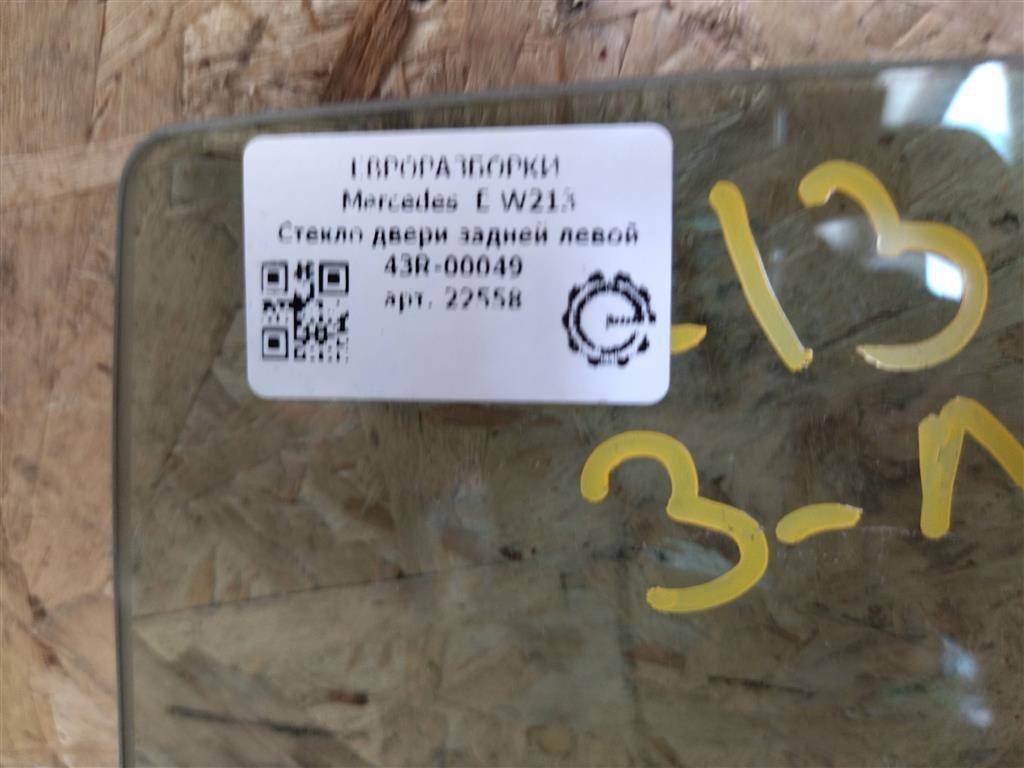 ЕВРОРАЗБОРКИ
Mercedes E W213
Стекло двери задней левой
43R-00049
арт. 22558
-13
3-Л